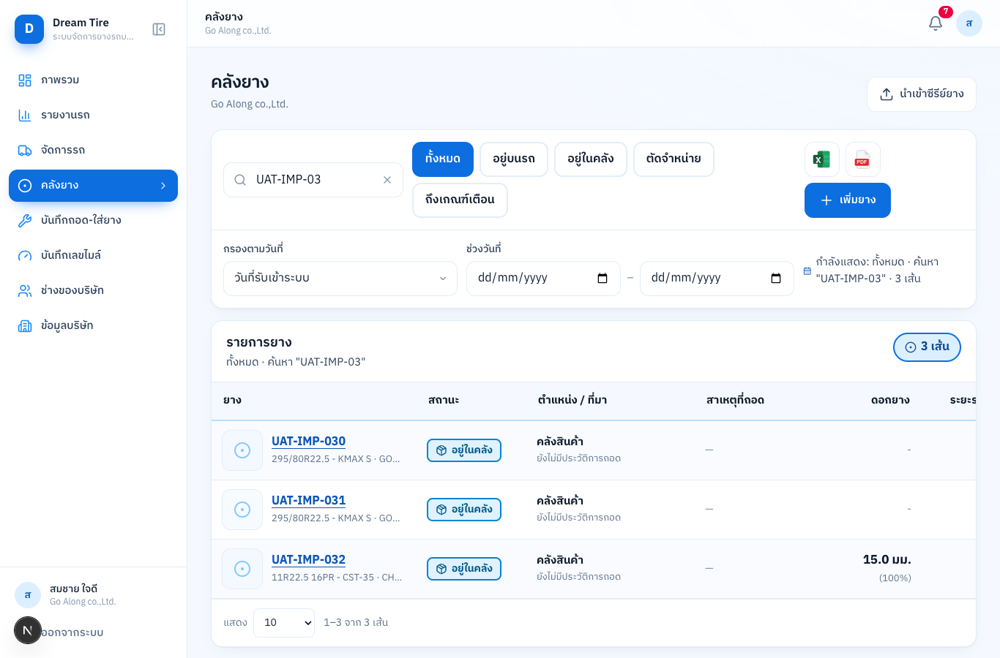 D
Dream Tire
ระบบจัดการยางรถบ...
ภาพรวม
รายงานรถ
จัดการรถ
คลังยาง
บันทึกถอด-ใส่ยาง
บันทึกเลขไมล์
ช่างของบริษัท
ข้อมูลบริษัท
ส
สมชาย ใจดี
Go Along co.,Ltd.
N
ออกจากระบบ
คลังยาง
Go Along co.,Ltd.
7
ส
คลังยาง
Go Along co.,Ltd.
นำเข้าซีรีย์ยาง
UAT-IMP-03
ทั้งหมด
อยู่บนรถ
อยู่ในคลัง
ตัดจำหน่าย
ถึงเกณฑ์เตือน
X
PDF
เพิ่มยาง
กรองตามวันที่
วันที่รับเข้าระบบ
ช่วงวันที่
dd/mm/yyyy – dd/mm/yyyy
กำลังแสดง: ทั้งหมด · ค้นหา
"UAT-IMP-03" · 3 เส้น
รายการยาง
ทั้งหมด · ค้นหา "UAT-IMP-03"
3 เส้น
ยาง สถานะ ตำแหน่ง / ที่มา สาเหตุที่ถอด ดอกยาง
UAT-IMP-030
295/80R22.5 - KMAX S · GO...
อยู่ในคลัง
คลังสินค้า
ยังไม่มีประวัติการถอด
—
-
UAT-IMP-031
295/80R22.5 - KMAX S · GO...
อยู่ในคลัง
คลังสินค้า
ยังไม่มีประวัติการถอด
—
-
UAT-IMP-032
11R22.5 16PR - CST-35 · CH...
อยู่ในคลัง
คลังสินค้า
ยังไม่มีประวัติการถอด
—
15.0 มม.
(100%)
แสดง 10 1–3 จาก 3 เส้น